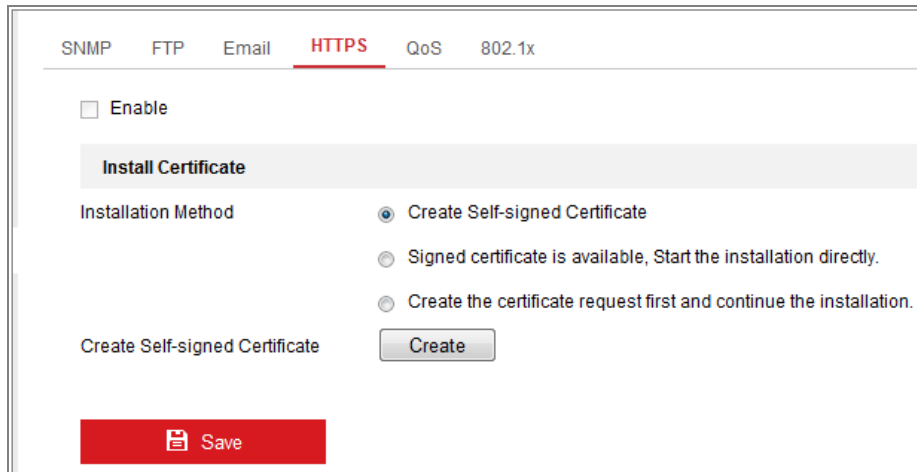 SNMP FTP Email HTTPS QoS 802.1x
Enable
Install Certificate
Installation Method
Create Self-signed Certificate
Signed certificate is available, Start the installation directly.
Create the certificate request first and continue the installation.
Create Self-signed Certificate Create
Save